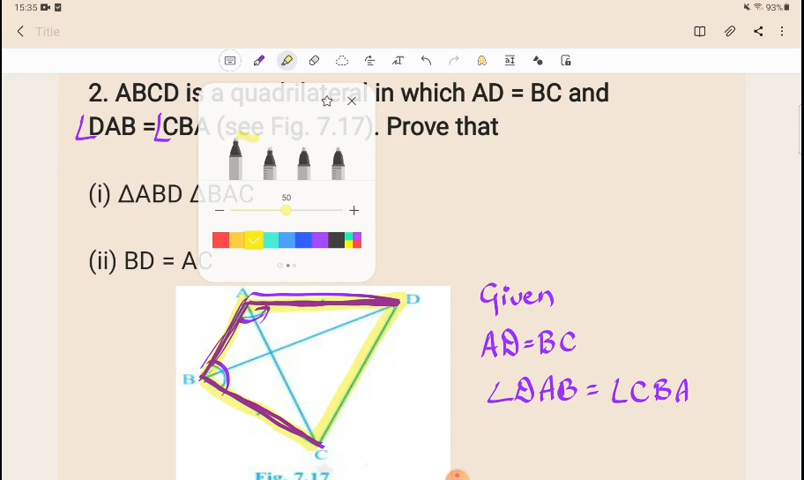 15:35 93%
Title
2. ABCD is a quadrilateral in which AD = BC and
∠DAB = ∠CBA (see Fig. 7.17). Prove that
50
(i) ΔABD ΔBAC
(ii) BD = AC
A
D
B
C
Fig. 7.17
Given
AD = BC
∠DAB = ∠CBA